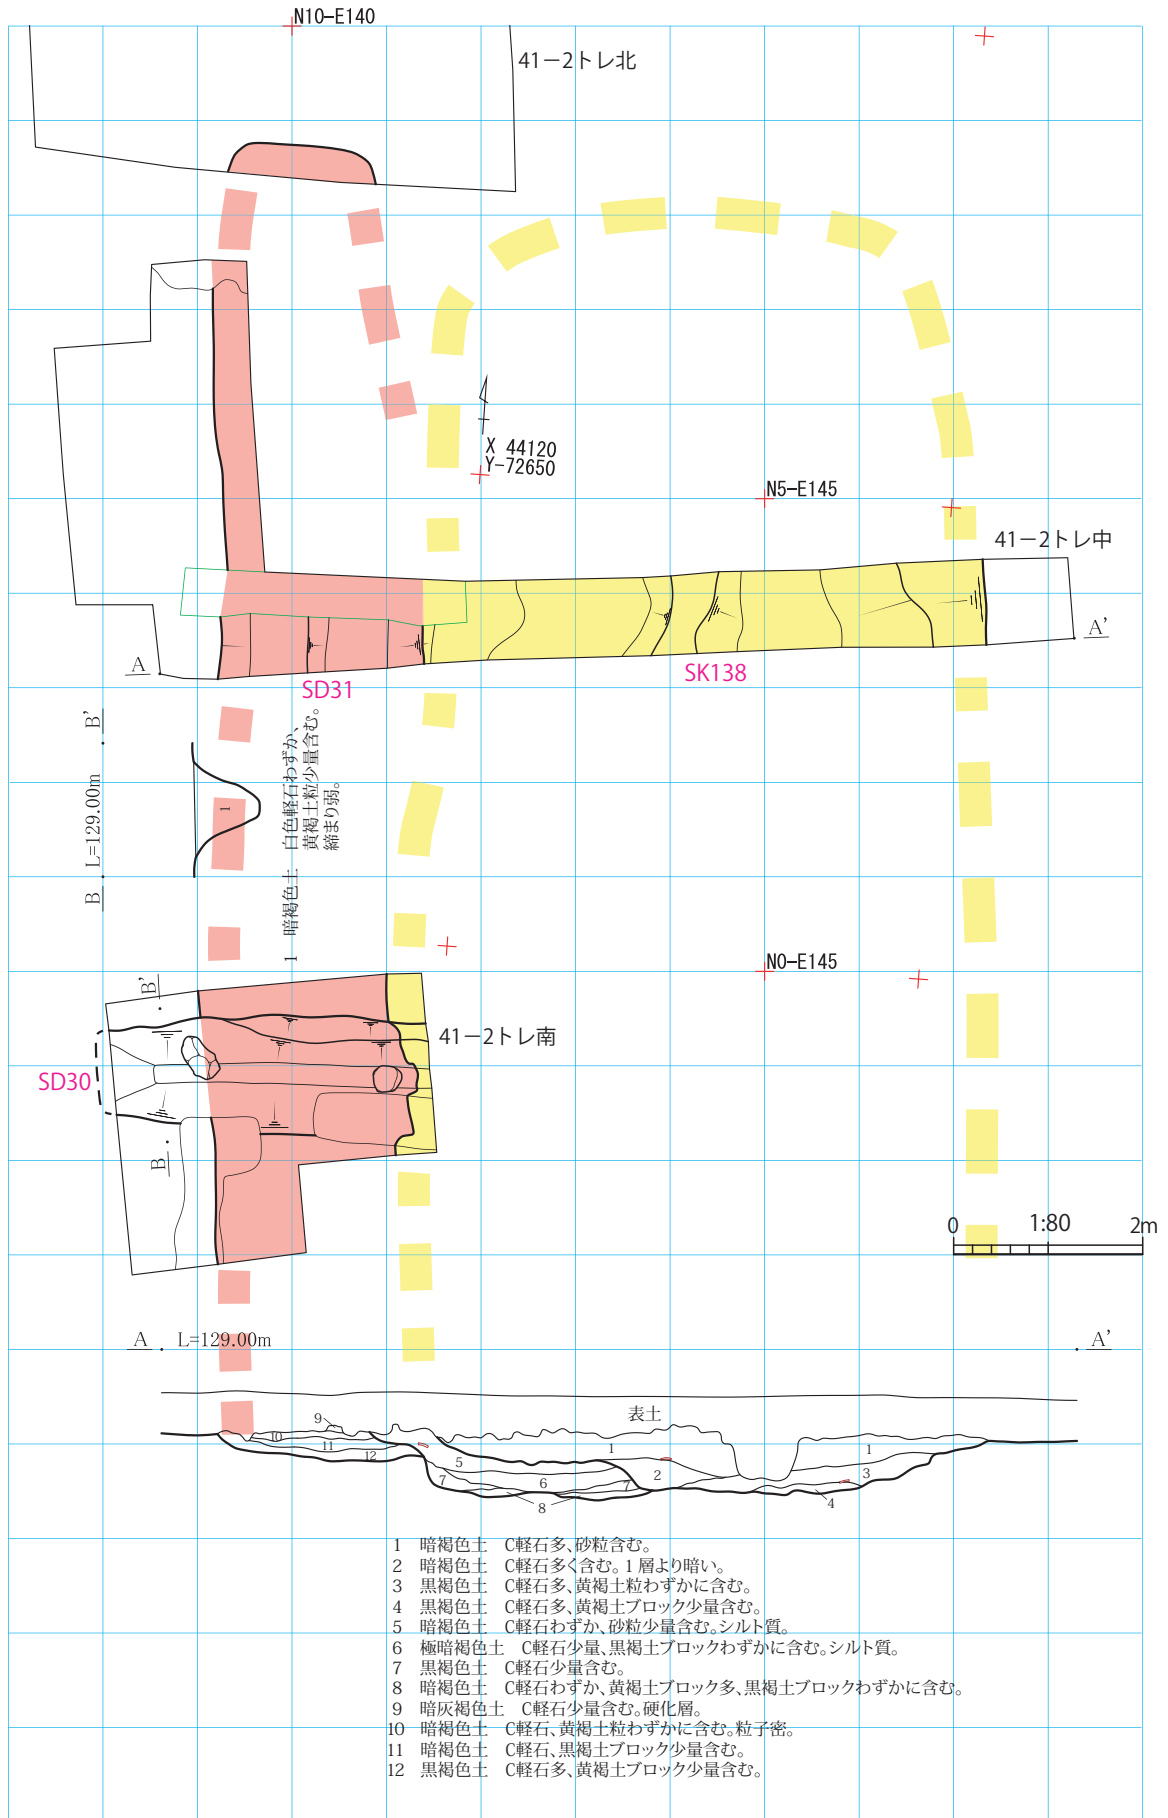 N10-E140
41-2トレ北
X 44120
Y-72650
N5-E145
41-2トレ中
A
A’
SK138
SD31
B’
L=129.00m
B
1　暗褐色土　白色軽石わずか、
黄褐土粒少量含む。
締まり弱。
1
N0-E145
B’
41-2トレ南
SD30
B
0
1:80
2m
A
L=129.00m
A’
表土
9
10
11
12
1
1
5
2
3
6
7
7
8
4
1　暗褐色土　C軽石多、砂粒含む。
2　暗褐色土　C軽石多く含む。1層より暗い。
3　黒褐色土　C軽石多、黄褐土粒わずかに含む。
4　黒褐色土　C軽石多、黄褐土ブロック少量含む。
5　暗褐色土　C軽石わずか、砂粒少量含む。シルト質。
6　極暗褐色土　C軽石少量、黒褐土ブロックわずかに含む。シルト質。
7　黒褐色土　C軽石少量含む。
8　暗褐色土　C軽石わずか、黄褐土ブロック多、黒褐土ブロックわずかに含む。
9　暗灰褐色土　C軽石少量含む。硬化層。
10　暗褐色土　C軽石、黄褐土粒わずかに含む。粒子密。
11　暗褐色土　C軽石、黒褐土ブロック少量含む。
12　黒褐色土　C軽石多、黄褐土ブロック少量含む。